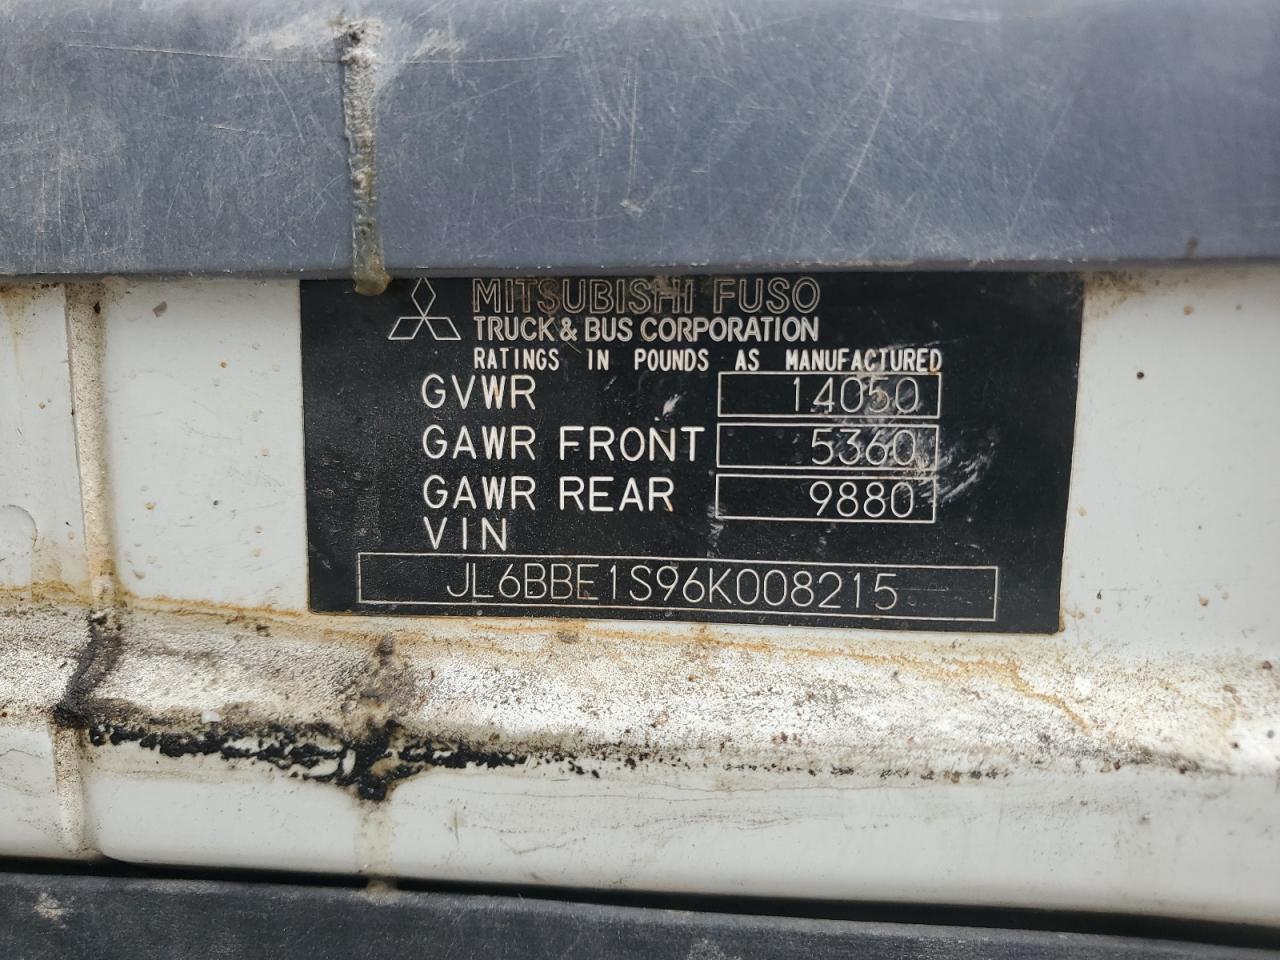 MITSUBISHI FUSO
TRUCK & BUS CORPORATION
RATINGS IN POUNDS AS MANUFACTURED
GVWR 14050
GAWR FRONT 5360
GAWR REAR 9880
VIN
JL6BBE1S96K008215